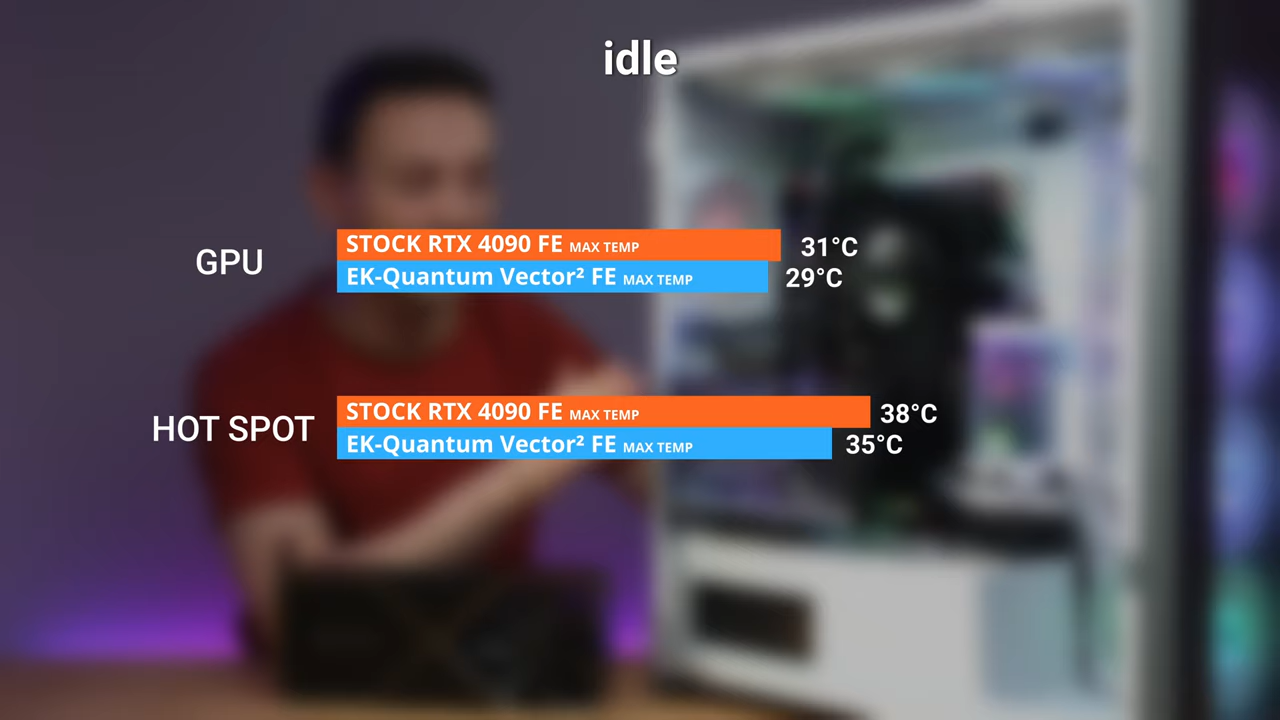 idle
GPU
STOCK RTX 4090 FE MAX TEMP 31°C
EK-Quantum Vector² FE MAX TEMP 29°C
HOT SPOT
STOCK RTX 4090 FE MAX TEMP 38°C
EK-Quantum Vector² FE MAX TEMP 35°C